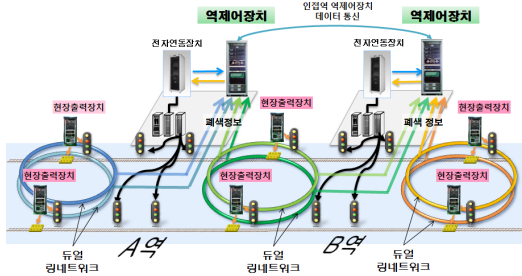 역제어장치
인접역 역제어장치
데이터 통신
역제어장치
전자연동장치
전자연동장치
현장출력장치
폐색정보
현장출력장치
폐색 정보
현장출력장치
현장출력장치
현장출력장치
현장출력장치
듀얼
링네트워크
A역
듀얼
링네트워크
B역
듀얼
링네트워크